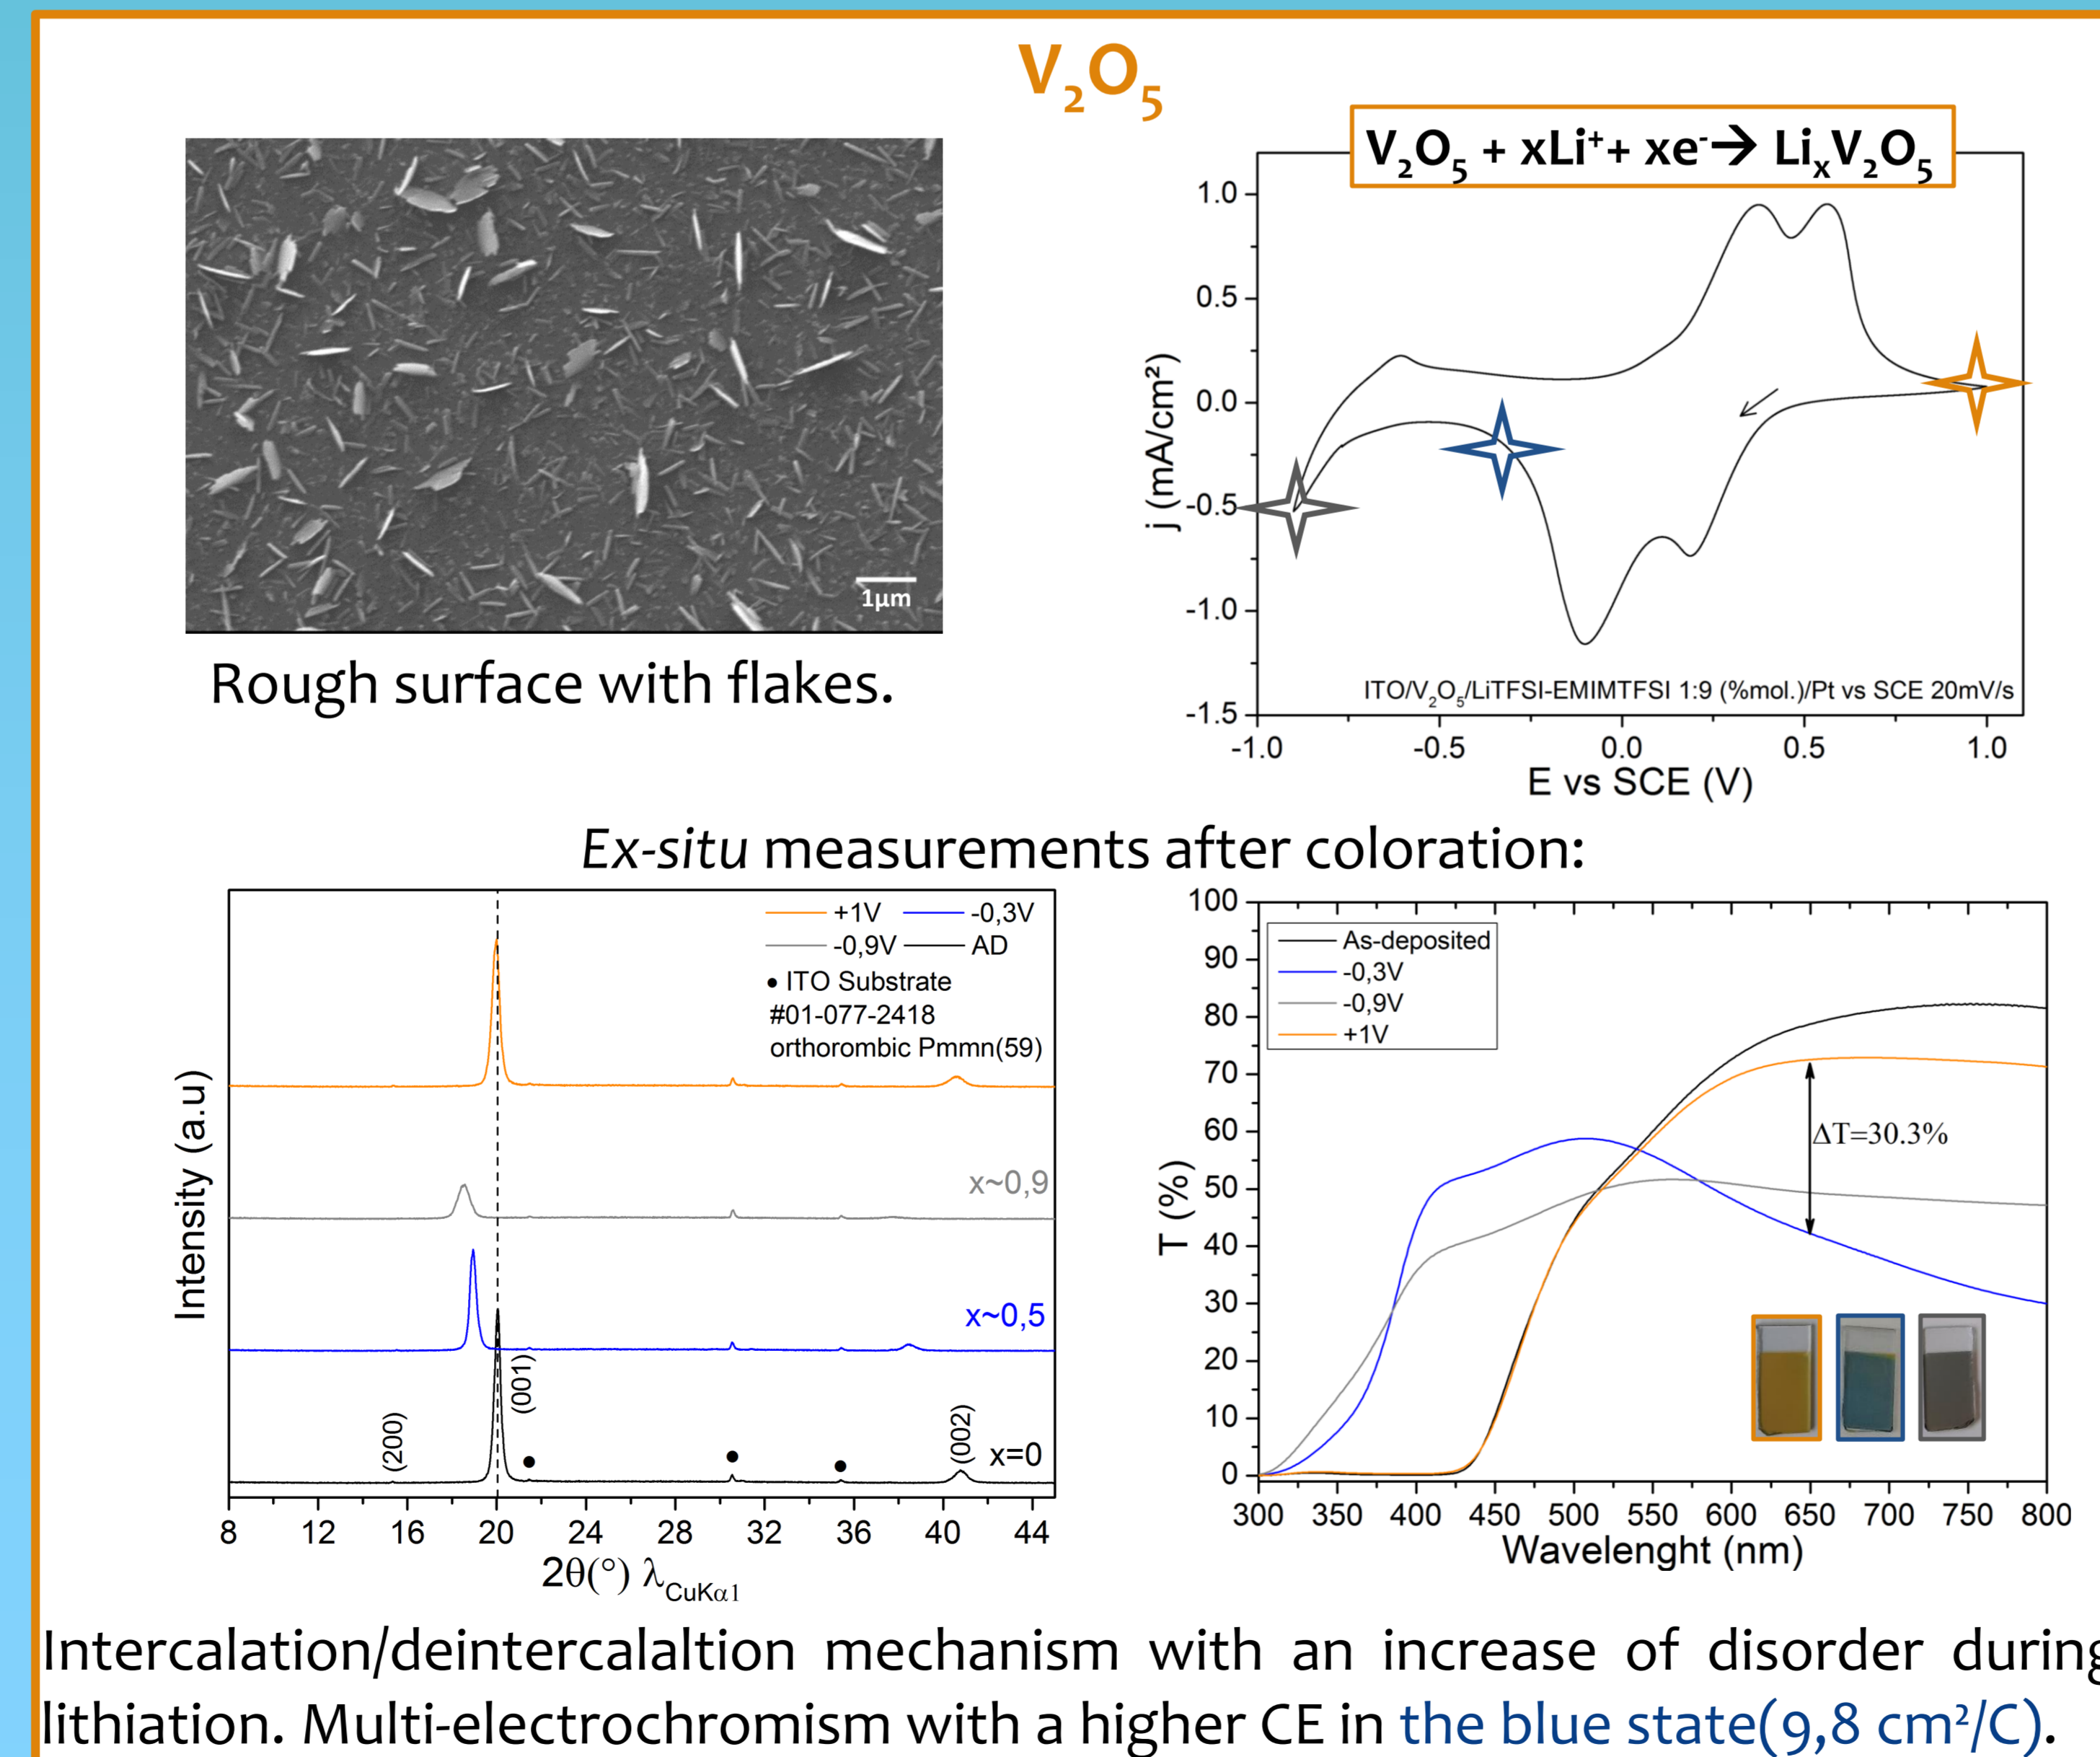 V₂O₅
1µm
Rough surface with flakes.
V₂O₅ + xLi⁺+ xe⁻→ LiₓV₂O₅
1.0
0.5
0.0
-0.5
-1.0
-1.5
j (mA/cm²)
ITO/V₂O₅/LiTFSI-EMIMTFSI 1:9 (%mol.)/Pt vs SCE 20mV/s
-1.0 -0.5 0.0 0.5 1.0
E vs SCE (V)
Ex-situ measurements after coloration:
+1V -0,3V
-0,9V AD
• ITO Substrate
#01-077-2418
orthorombic Pmmn(59)
x~0,9
x~0,5
x=0
(200)
(001)
(002)
Intensity (a.u)
8 12 16 20 24 28 32 36 40 44
2θ(°) λCuKα1
100
90
80
70
60
50
40
30
20
10
0
T (%)
As-deposited
-0,3V
-0,9V
+1V
ΔT=30.3%
300 350 400 450 500 550 600 650 700 750 800
Wavelenght (nm)
Intercalation/deintercalaltion mechanism with an increase of disorder during
lithiation. Multi-electrochromism with a higher CE in the blue state(9,8 cm²/C).